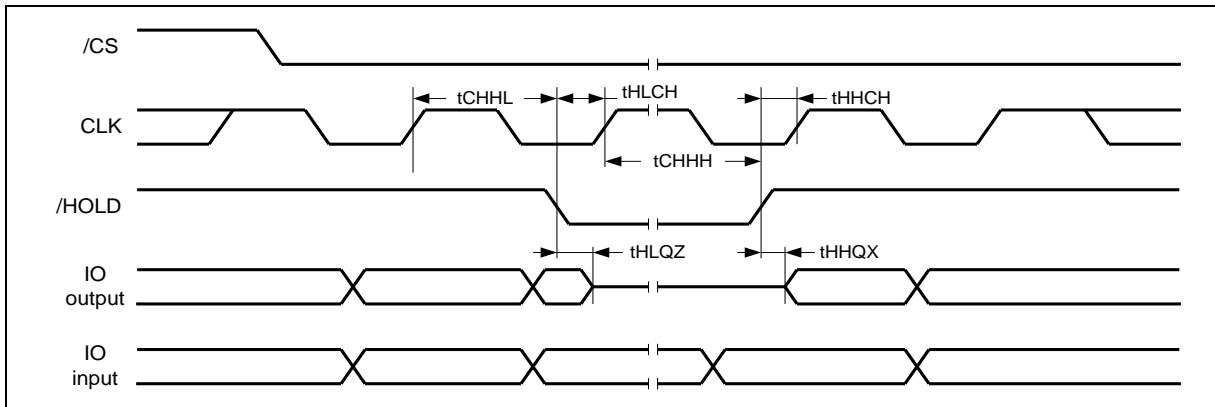 /CS
tCHHL
tHLCH
tHHCH
CLK
tCHHH
/HOLD
tHLQZ
tHHQX
IO
output
IO
input